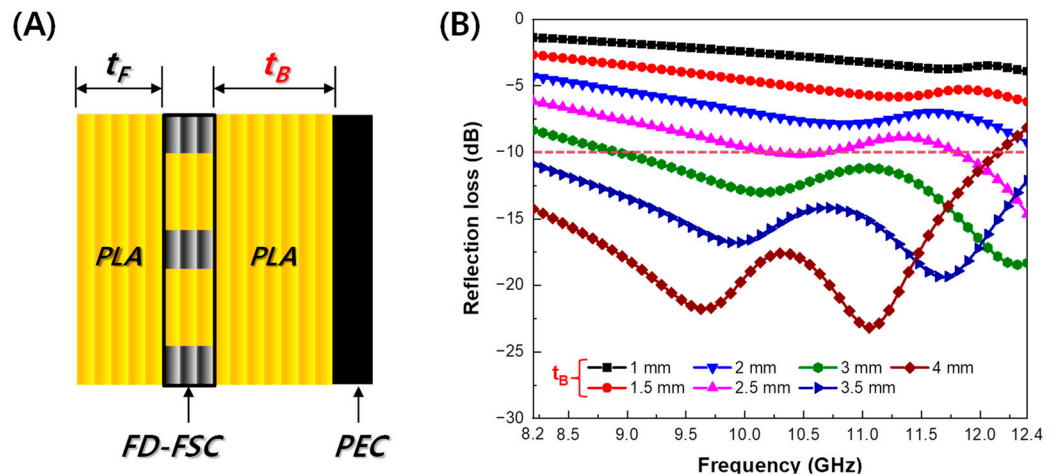 (A)
t_F
t_B
PLA
PLA
FD-FSC
PEC
(B)
Reflection loss (dB)
0
−5
−10
−15
−20
−25
−30
t_B
1 mm
2 mm
3 mm
4 mm
1.5 mm
2.5 mm
3.5 mm
8.2 8.5 9.0 9.5 10.0 10.5 11.0 11.5 12.0 12.4
Frequency (GHz)